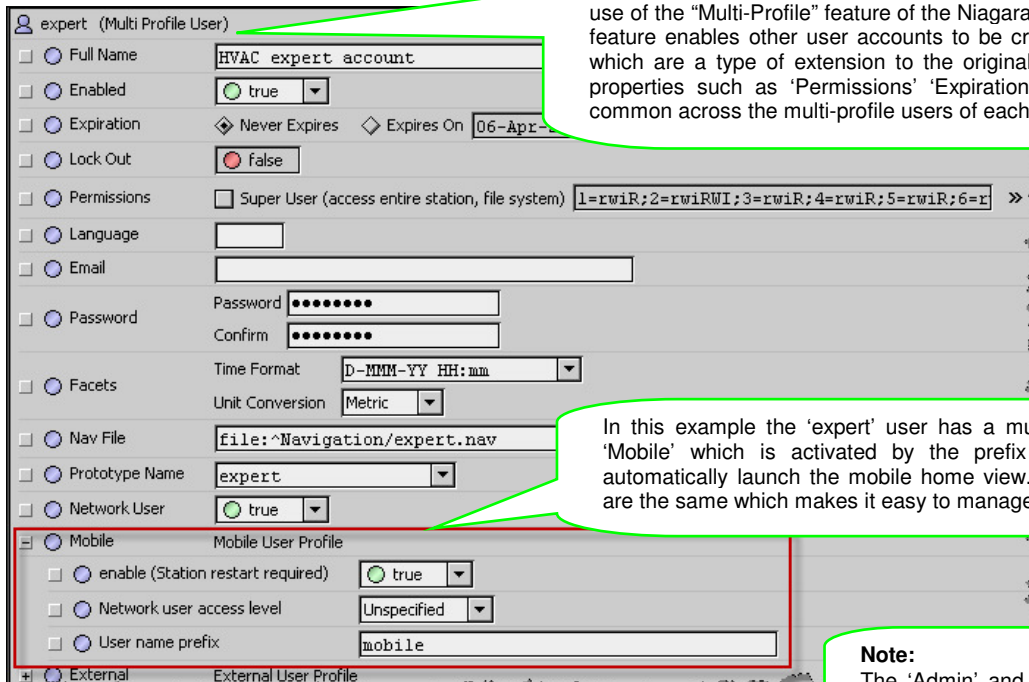 expert (Multi Profile User)
Full Name HVAC expert account
Enabled true
Expiration Never Expires Expires On 06-Apr-
Lock Out false
Permissions Super User (access entire station, file system) 1=rwiR;2=rwiRWI;3=rwiR;4=rwiR;5=rwiR;6=r
Language
Email
Password Password ●●●●●●●●
Confirm ●●●●●●●●
Facets Time Format D-MMM-YY HH:mm
Unit Conversion Metric
Nav File file:^Navigation/expert.nav
Prototype Name expert
Network User true
Mobile Mobile User Profile
enable (Station restart required) true
Network user access level Unspecified
User name prefix mobile
External External User Profile
use of the “Multi-Profile” feature of the Niagara
feature enables other user accounts to be
which are a type of extension to the original
properties such as ‘Permissions’ ‘Expiration
common across the multi-profile users of each
In this example the ‘expert’ user has a
‘Mobile’ which is activated by the prefix
automatically launch the mobile home view.
are the same which makes it easy to manage
Note:
The ‘Admin’ and